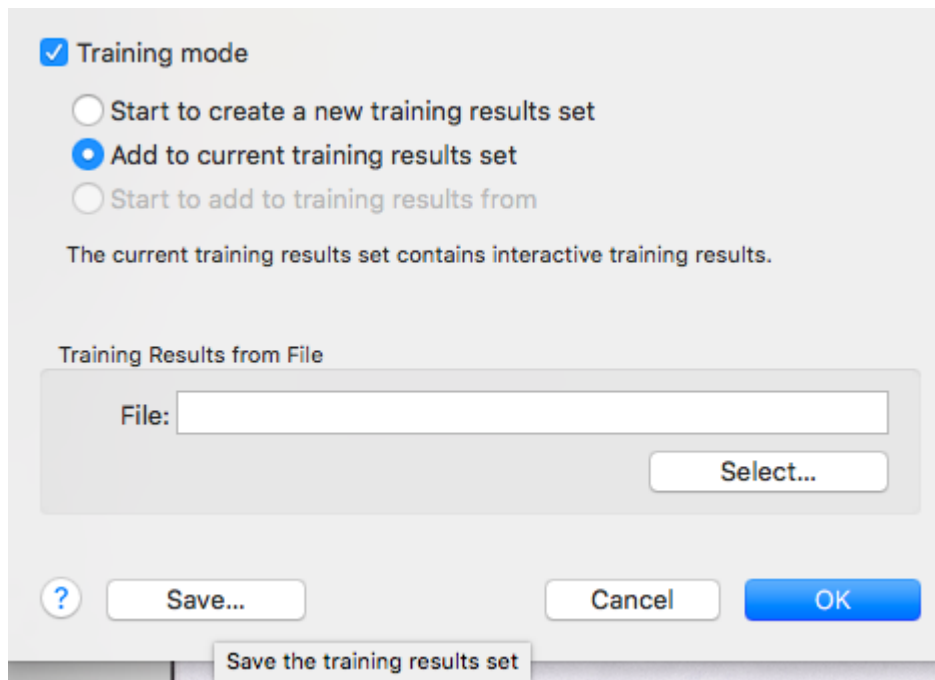 Training mode
Start to create a new training results set
Add to current training results set
Start to add to training results from
The current training results set contains interactive training results.
Training Results from File
File:
Select...
?
Save...
Cancel
OK
Save the training results set